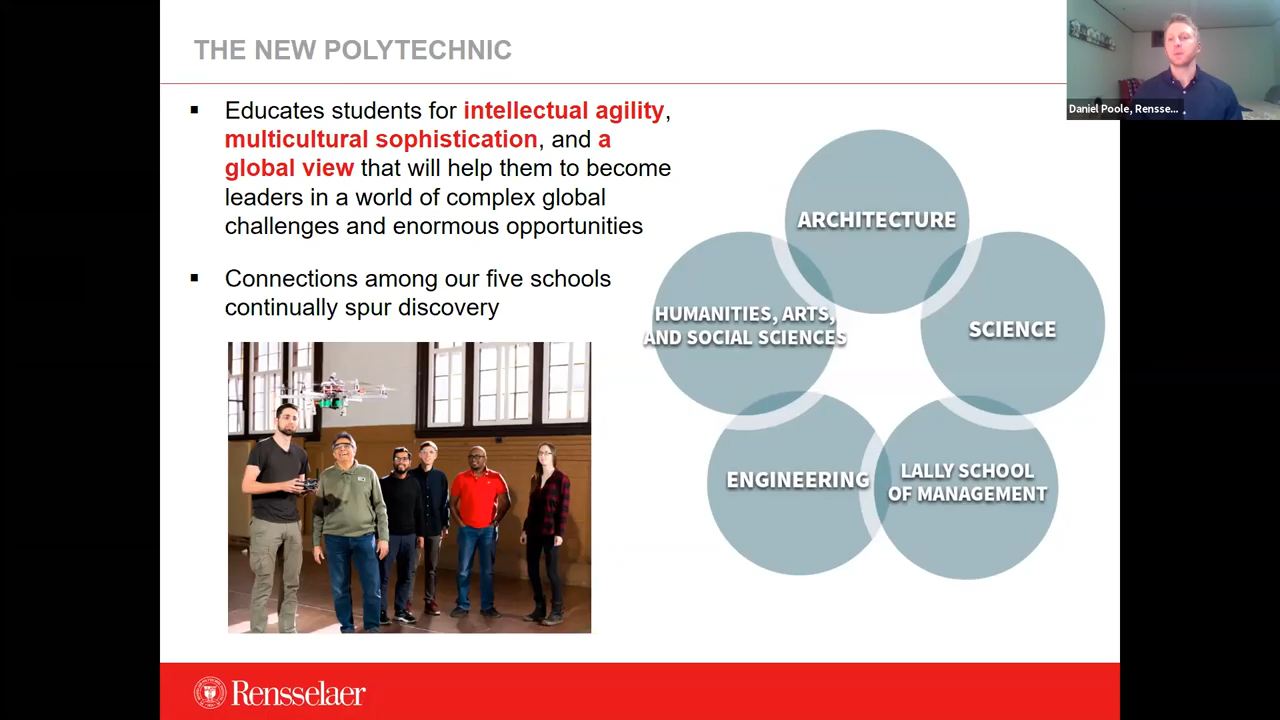 THE NEW POLYTECHNIC
Daniel Poole, Rensse...
▪ Educates students for intellectual agility,
multicultural sophistication, and a
global view that will help them to become
leaders in a world of complex global
challenges and enormous opportunities
▪ Connections among our five schools
continually spur discovery
ARCHITECTURE
HUMANITIES, ARTS,
AND SOCIAL SCIENCES
SCIENCE
ENGINEERING
LALLY SCHOOL
OF MANAGEMENT
Rensselaer